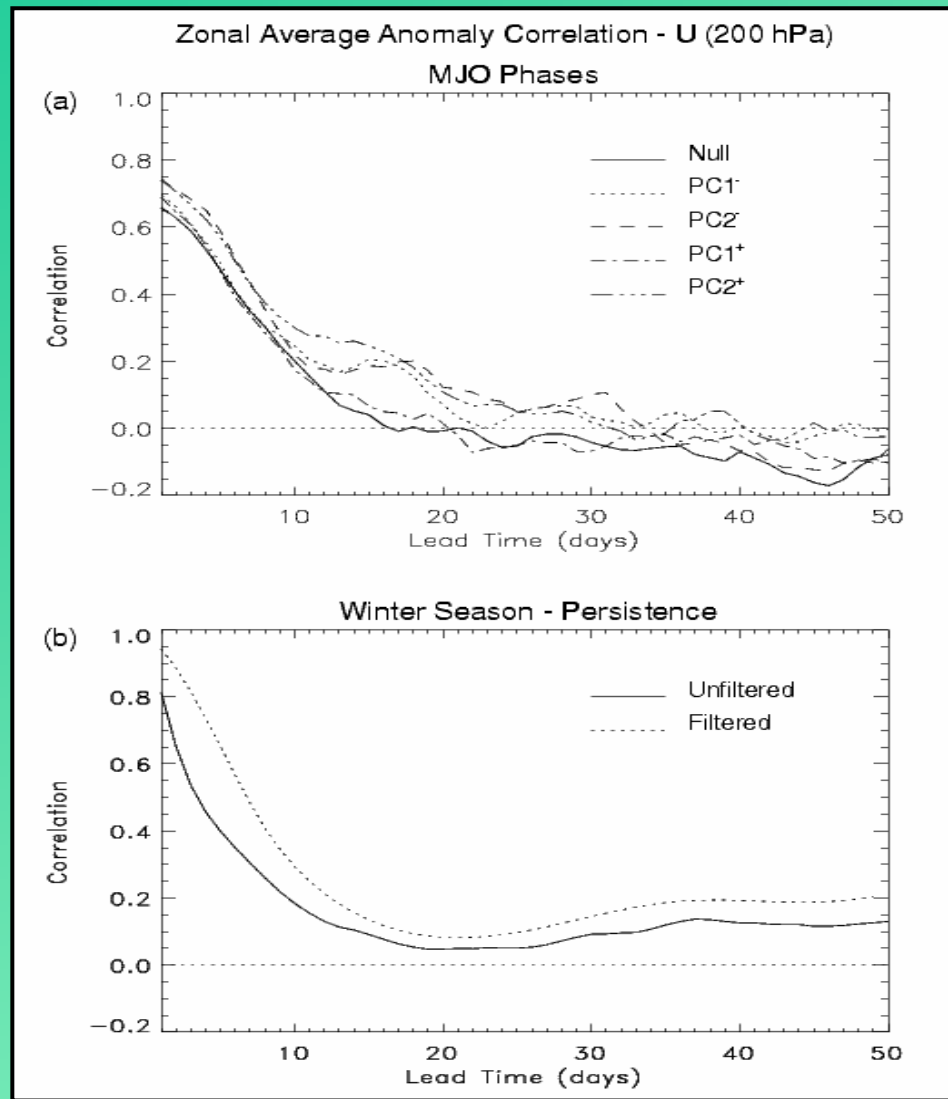 Zonal Average Anomaly Correlation - U (200 hPa)
MJO Phases
(a)
1.0
0.8
0.6
0.4
0.2
0.0
−0.2
Correlation
Null
PC1-
PC2-
PC1+
PC2+
10 20 30 40 50
Lead Time (days)
Winter Season - Persistence
(b)
1.0
0.8
0.6
0.4
0.2
0.0
−0.2
Correlation
Unfiltered
Filtered
10 20 30 40 50
Lead Time (days)